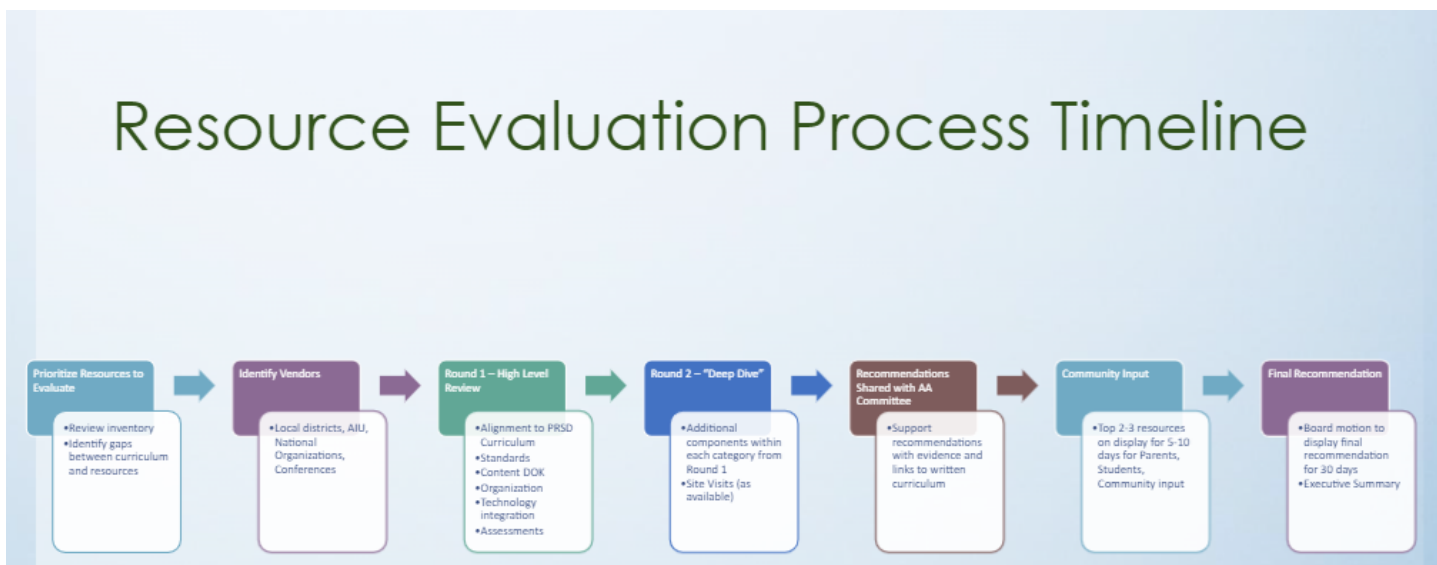 Resource Evaluation Process Timeline
Prioritize Resources to
Evaluate
•Review inventory
•Identify gaps
between curriculum
and resources
Identify Vendors
•Local districts, AIU,
National
Organizations,
Conferences
Round 1 – High Level
Review
•Alignment to PRSD
Curriculum
•Standards
•Content DOK
•Organization
•Technology
integration
•Assessments
Round 2 – "Deep Dive"
•Additional
components within
each category from
Round 1
•Site Visits (as
available)
Recommendations
Shared with AA
Committee
•Support
recommendations
with evidence and
links to written
curriculum
Community Input
•Top 2-3 resources
on display for 5-10
days for Parents,
Students,
Community input
Final Recommendation
•Board motion to
display final
recommendation
for 30 days
•Executive Summary